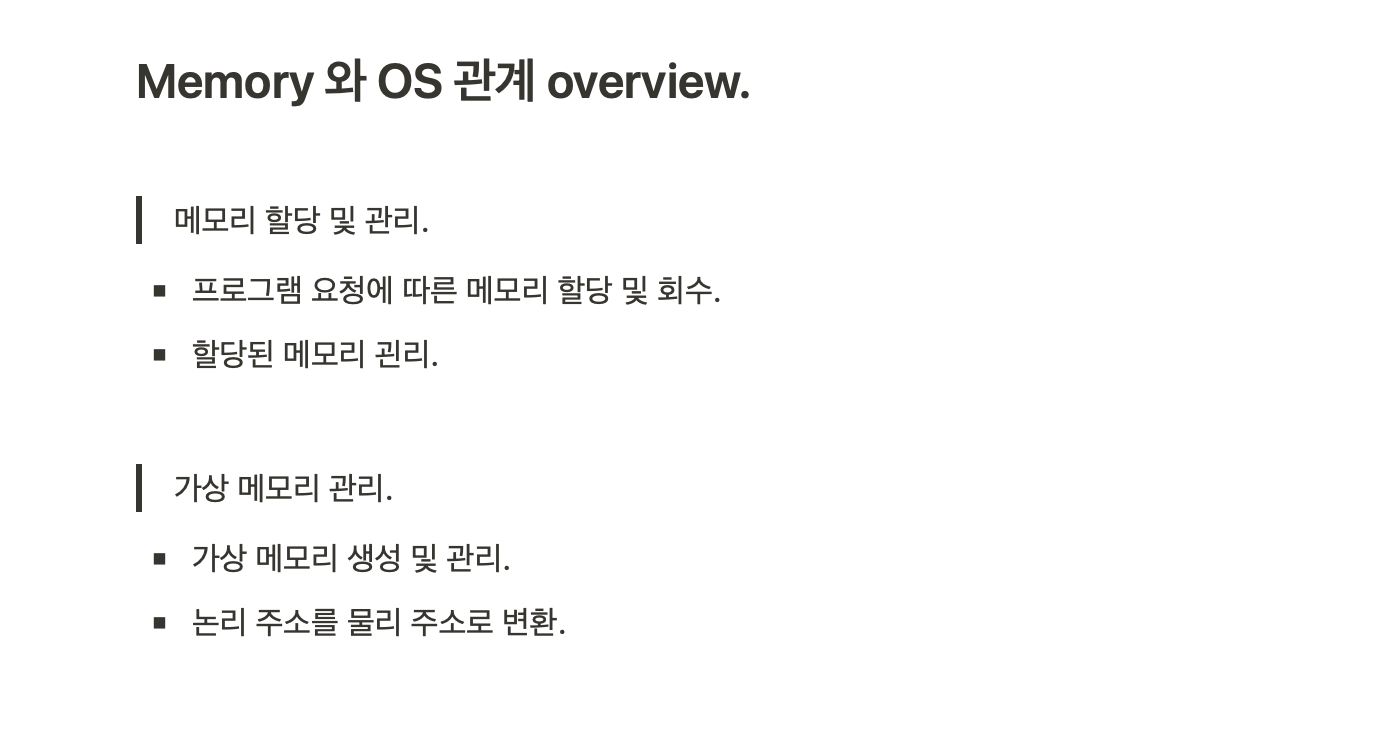 Memory 와 OS 관계 overview.
메모리 할당 및 관리.
프로그램 요청에 따른 메모리 할당 및 회수.
할당된 메모리 괸리.
가상 메모리 관리.
가상 메모리 생성 및 관리.
논리 주소를 물리 주소로 변환.